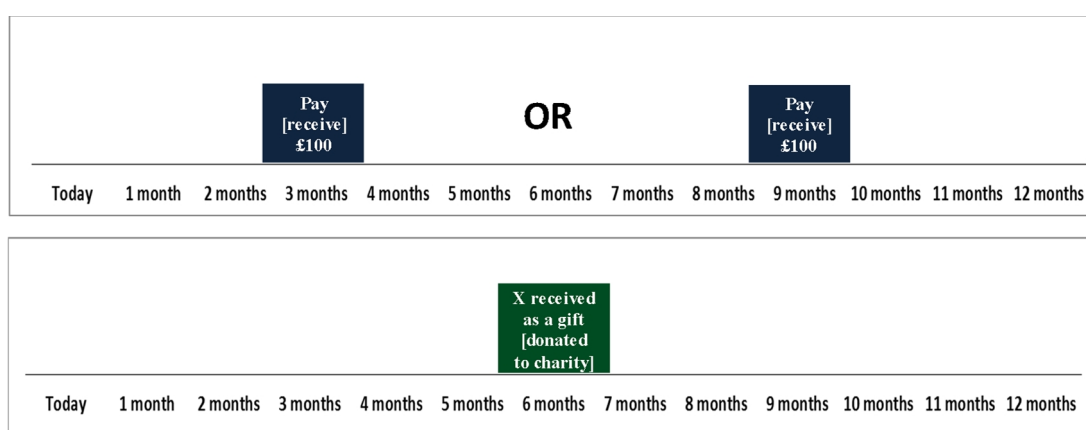 Pay
[receive]
£100
OR
Pay
[receive]
£100
Today 1 month 2 months 3 months 4 months 5 months 6 months 7 months 8 months 9 months 10 months 11 months 12 months
X received
as a gift
[donated
to charity]
Today 1 month 2 months 3 months 4 months 5 months 6 months 7 months 8 months 9 months 10 months 11 months 12 months